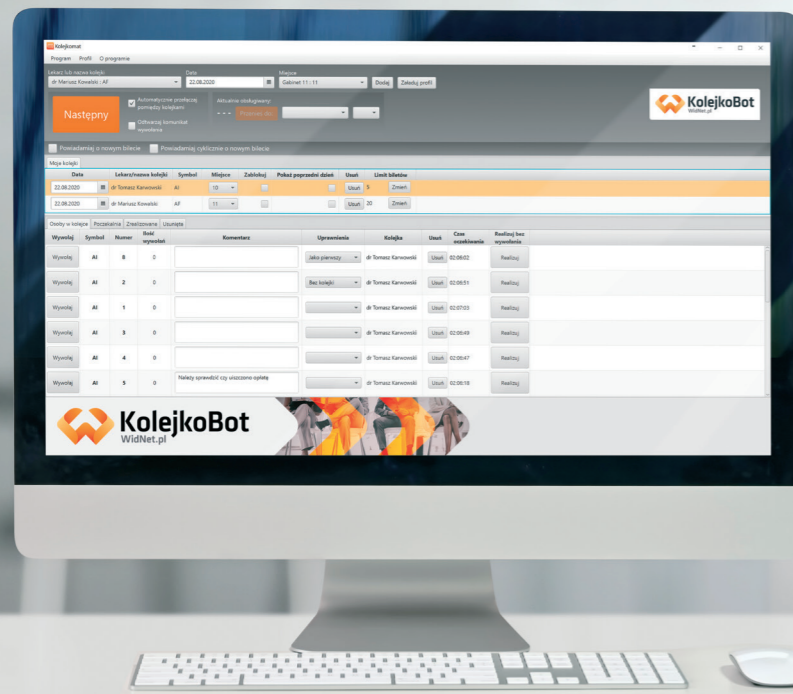 Kolejkomat
Program Profil O programie
Lekarz lub nazwa kolejki Data Miejsce
dr Mariusz Kowalski ; AF 22.08.2020 Gabinet 11 ; 11 Dodaj Załaduj profil
Następny
Automatycznie przełączaj pomiędzy kolejkami
Odtwarzaj komunikat wywołania
Aktualnie obsługiwany:
- - -
KolejkoBot
WidNet.pl
Powiadamiaj o nowym bilecie Powiadamiaj cyklicznie o nowym bilecie
Moje kolejki
Data Lekarz/nazwa kolejki Symbol Miejsce Zablokuj Pokaż poprzedni dzień Usuń Limit biletów
22.08.2020 dr Tomasz Karwowski AI 10 Usuń 5 Zmień
22.08.2020 dr Mariusz Kowalski AF 11 Usuń 20 Zmień
Osoby w kolejce Poczekalnia Zrealizowane Usunięte
Wywołaj Symbol Numer Ilość wywołań Komentarz Uprawnienia Kolejka Usuń Czas oczekiwania Realizuj bez wywołania
Wywołaj AI 8 0 Jako pierwszy dr Tomasz Karwowski Usuń 02:06:02 Realizuj
Wywołaj AI 2 0 Bez kolejki dr Tomasz Karwowski Usuń 02:06:51 Realizuj
Wywołaj AI 1 0 dr Tomasz Karwowski Usuń 02:07:03 Realizuj
Wywołaj AI 3 0 dr Tomasz Karwowski Usuń 02:06:49 Realizuj
Wywołaj AI 4 0 dr Tomasz Karwowski Usuń 02:06:47 Realizuj
Wywołaj AI 5 0 Należy sprawdzić czy uiszczono opłatę dr Tomasz Karwowski Usuń 02:06:18 Realizuj
KolejkoBot
WidNet.pl